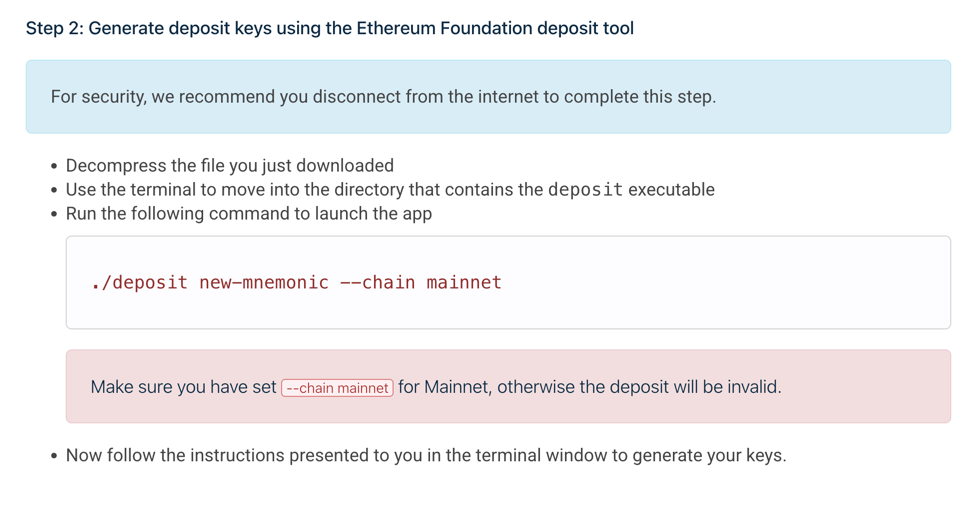 Step 2: Generate deposit keys using the Ethereum Foundation deposit tool
For security, we recommend you disconnect from the internet to complete this step.
• Decompress the file you just downloaded
• Use the terminal to move into the directory that contains the deposit executable
• Run the following command to launch the app
./deposit new-mnemonic --chain mainnet
Make sure you have set --chain mainnet for Mainnet, otherwise the deposit will be invalid.
• Now follow the instructions presented to you in the terminal window to generate your keys.